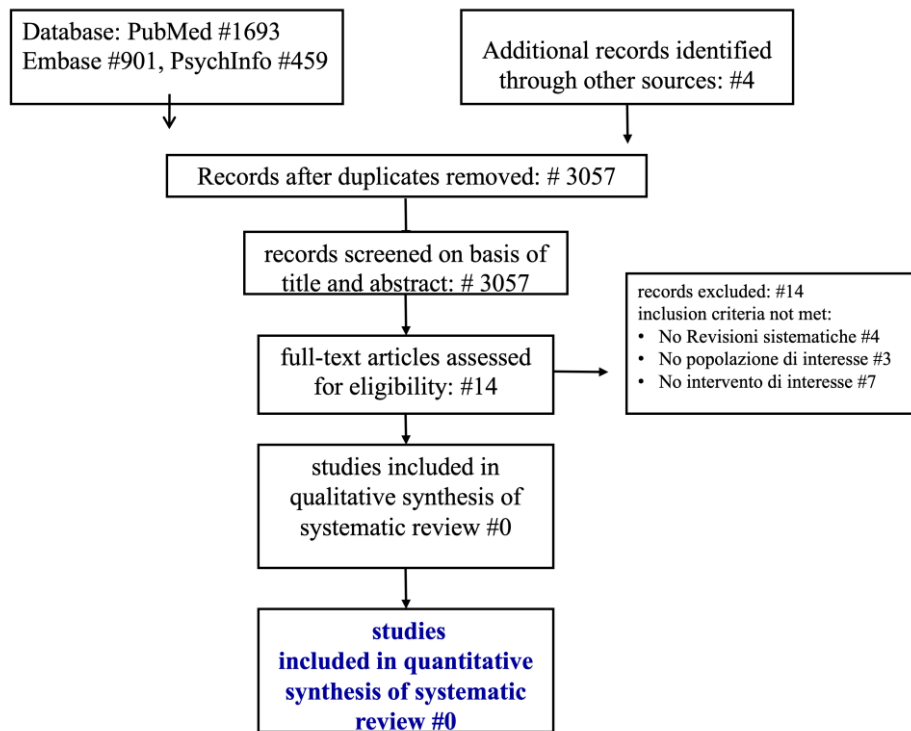 Database: PubMed #1693
Embase #901, PsychInfo #459
Additional records identified
through other sources: #4
Records after duplicates removed: # 3057
records screened on basis of
title and abstract: # 3057
records excluded: #14
inclusion criteria not met:
• No Revisioni sistematiche #4
• No popolazione di interesse #3
• No intervento di interesse #7
full-text articles assessed
for eligibility: #14
studies included in
qualitative synthesis of
systematic review #0
studies
included in quantitative
synthesis of systematic
review #0